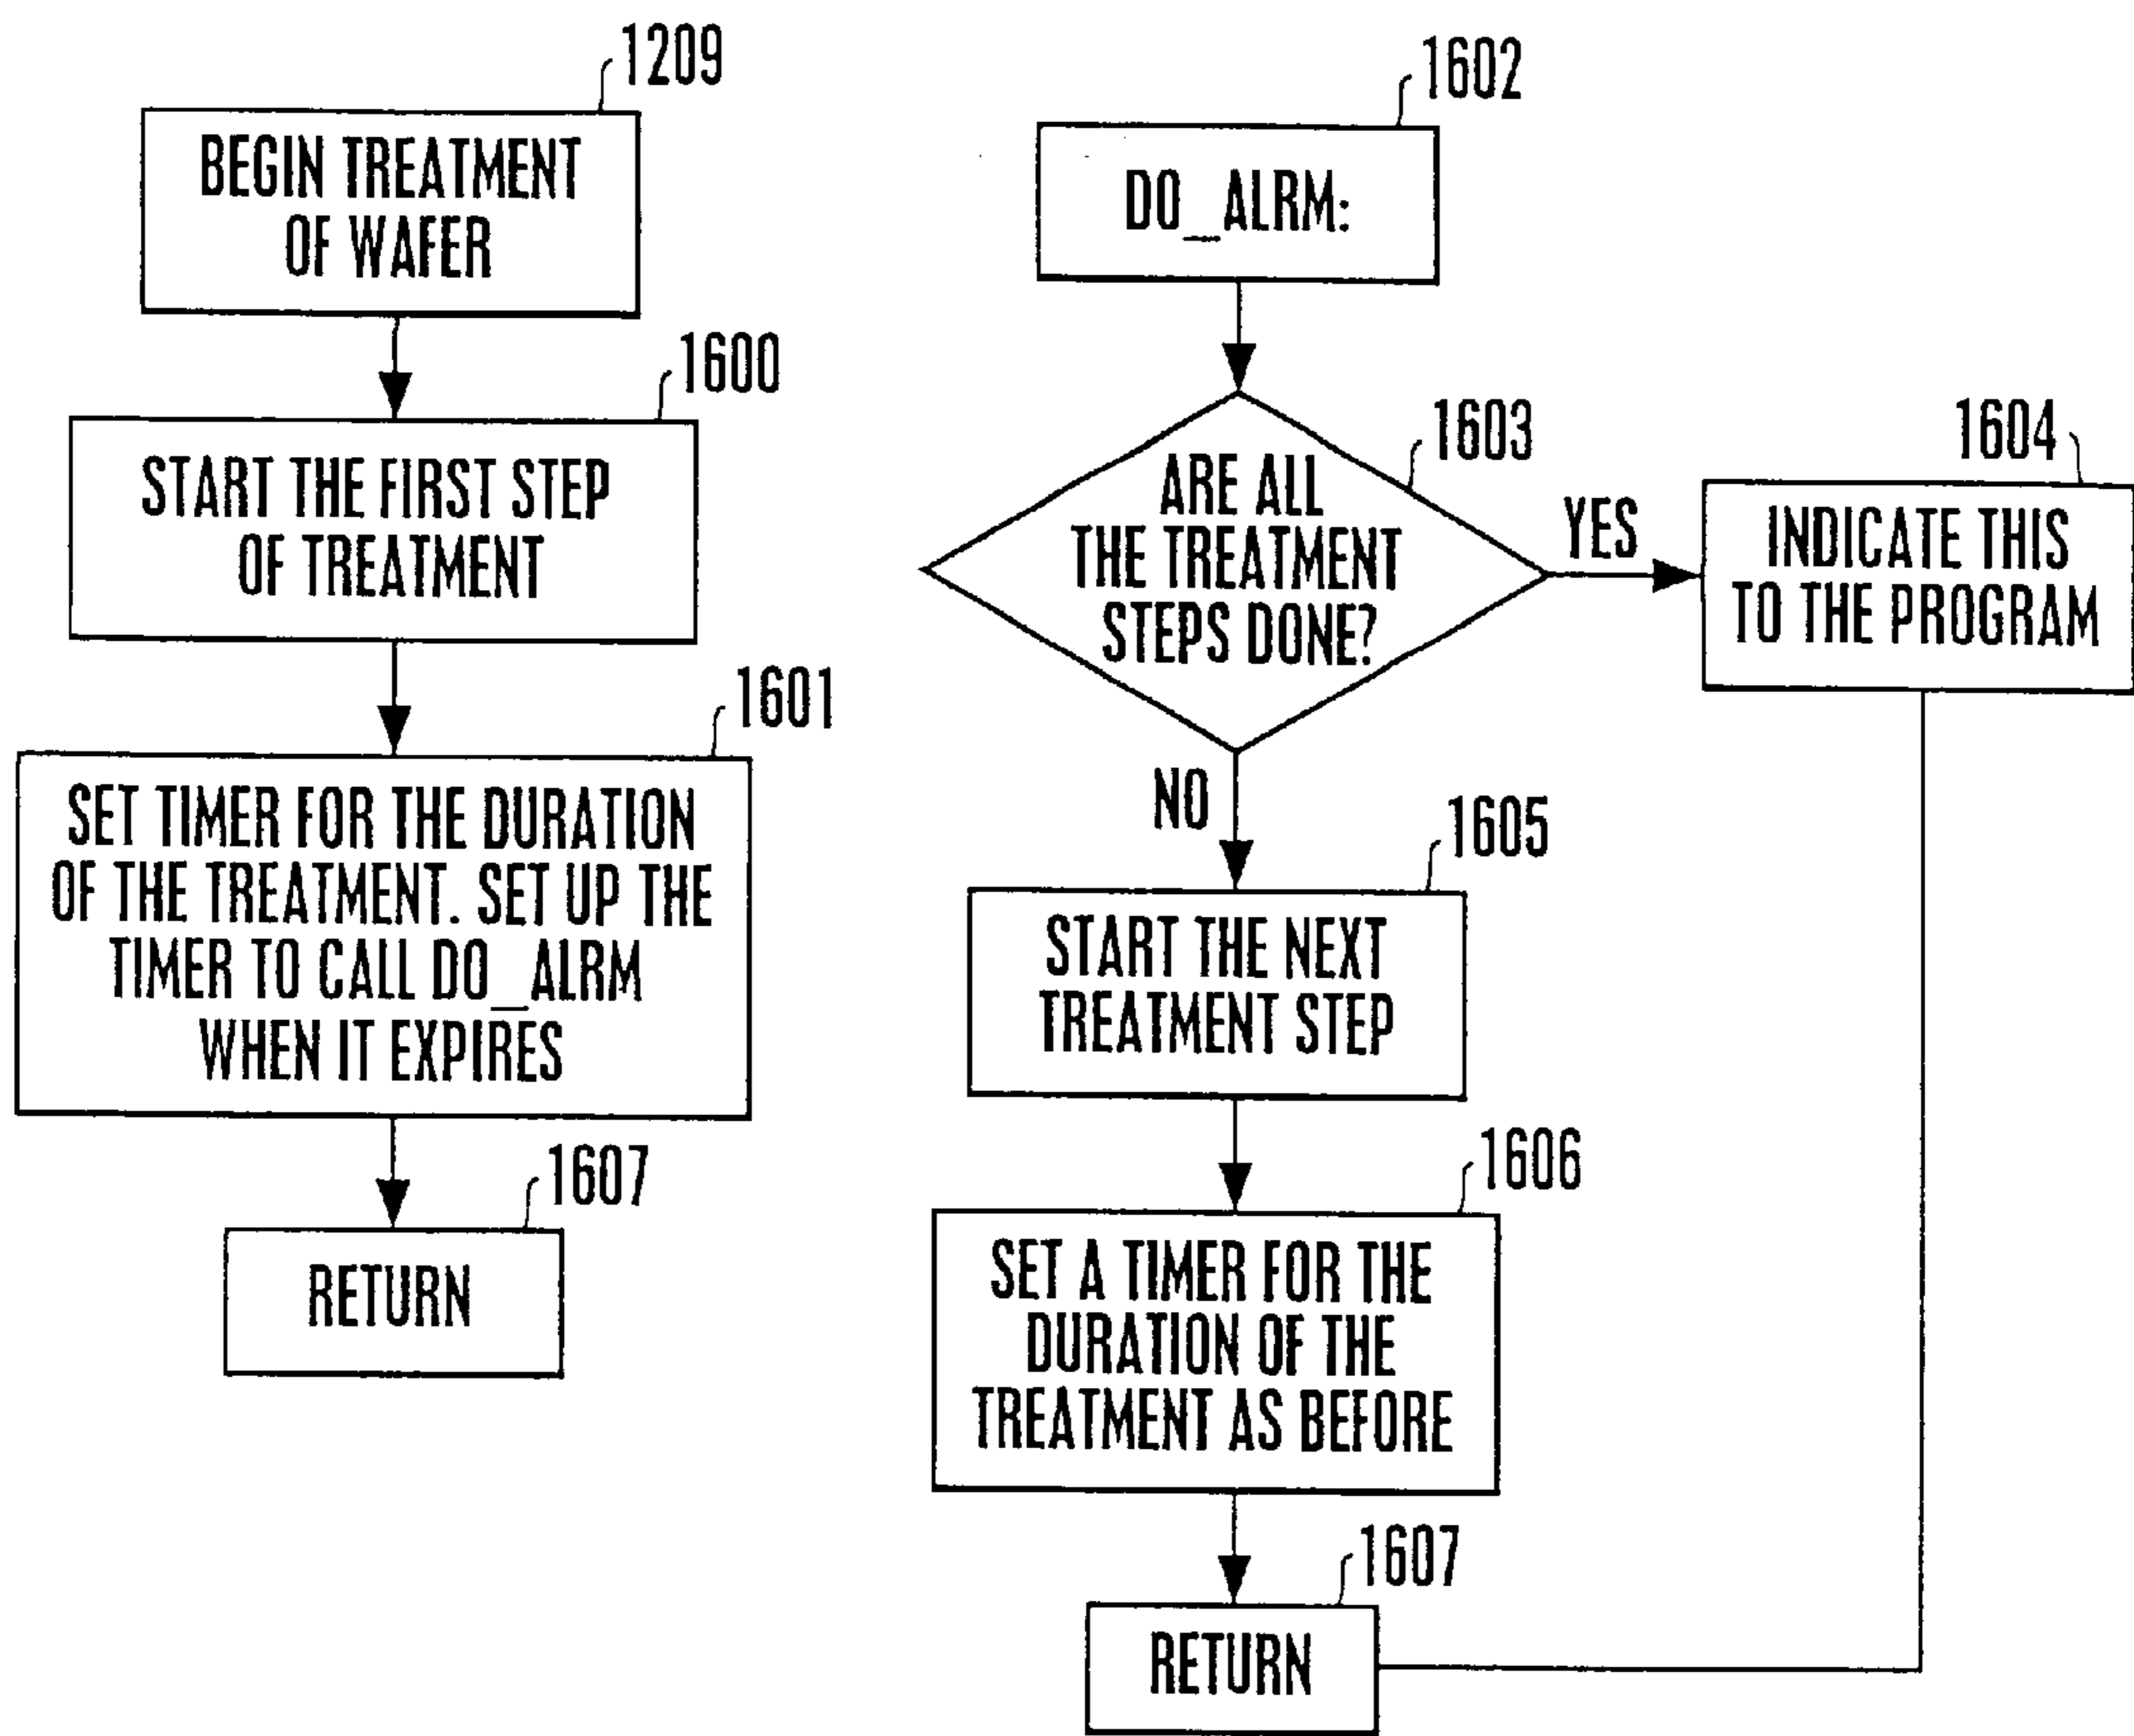 1209
BEGIN TREATMENT
OF WAFER
1600
START THE FIRST STEP
OF TREATMENT
1601
SET TIMER FOR THE DURATION
OF THE TREATMENT. SET UP THE
TIMER TO CALL DO_ALRM
WHEN IT EXPIRES
1607
RETURN
1602
DO_ALRM:
1603
ARE ALL
THE TREATMENT
STEPS DONE?
YES
1604
INDICATE THIS
TO THE PROGRAM
NO
1605
START THE NEXT
TREATMENT STEP
1606
SET A TIMER FOR THE
DURATION OF THE
TREATMENT AS BEFORE
1607
RETURN